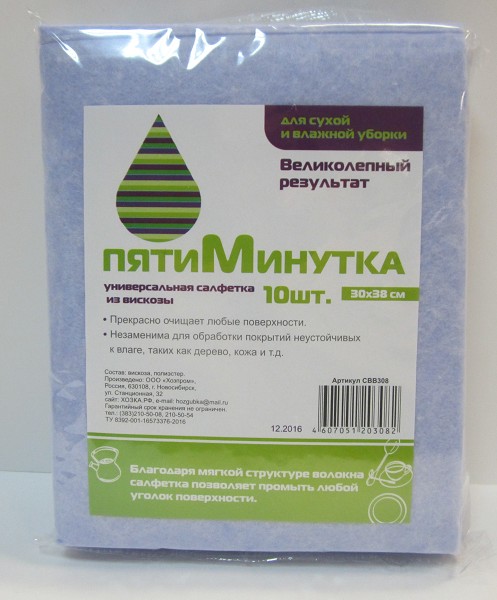 для сухой
и влажной уборки
Великолепный
результат
пятиМинутка
универсальная салфетка
из вискозы
10шт.
30х38 см
• Прекрасно очищает любые поверхности.
• Незаменима для обработки покрытий неустойчивых
к влаге, таких как дерево, кожа и т.д.
Состав: вискоза, полиэстер.
Произведено: ООО «Хозпром»,
Россия, 630108, г. Новосибирск,
ул. Станционная, 32
сайт: ХОЗКА.РФ, e-mail: hozgubka@mail.ru
Гарантийный срок хранения не ограничен.
тел.: (383)210-50-08, 210-50-54
ТУ 8392-001-16573376-2016
Артикул СВВ308
12.2016
4 607051 203082
Благодаря мягкой структуре волокна
салфетка позволяет промыть любой
уголок поверхности.